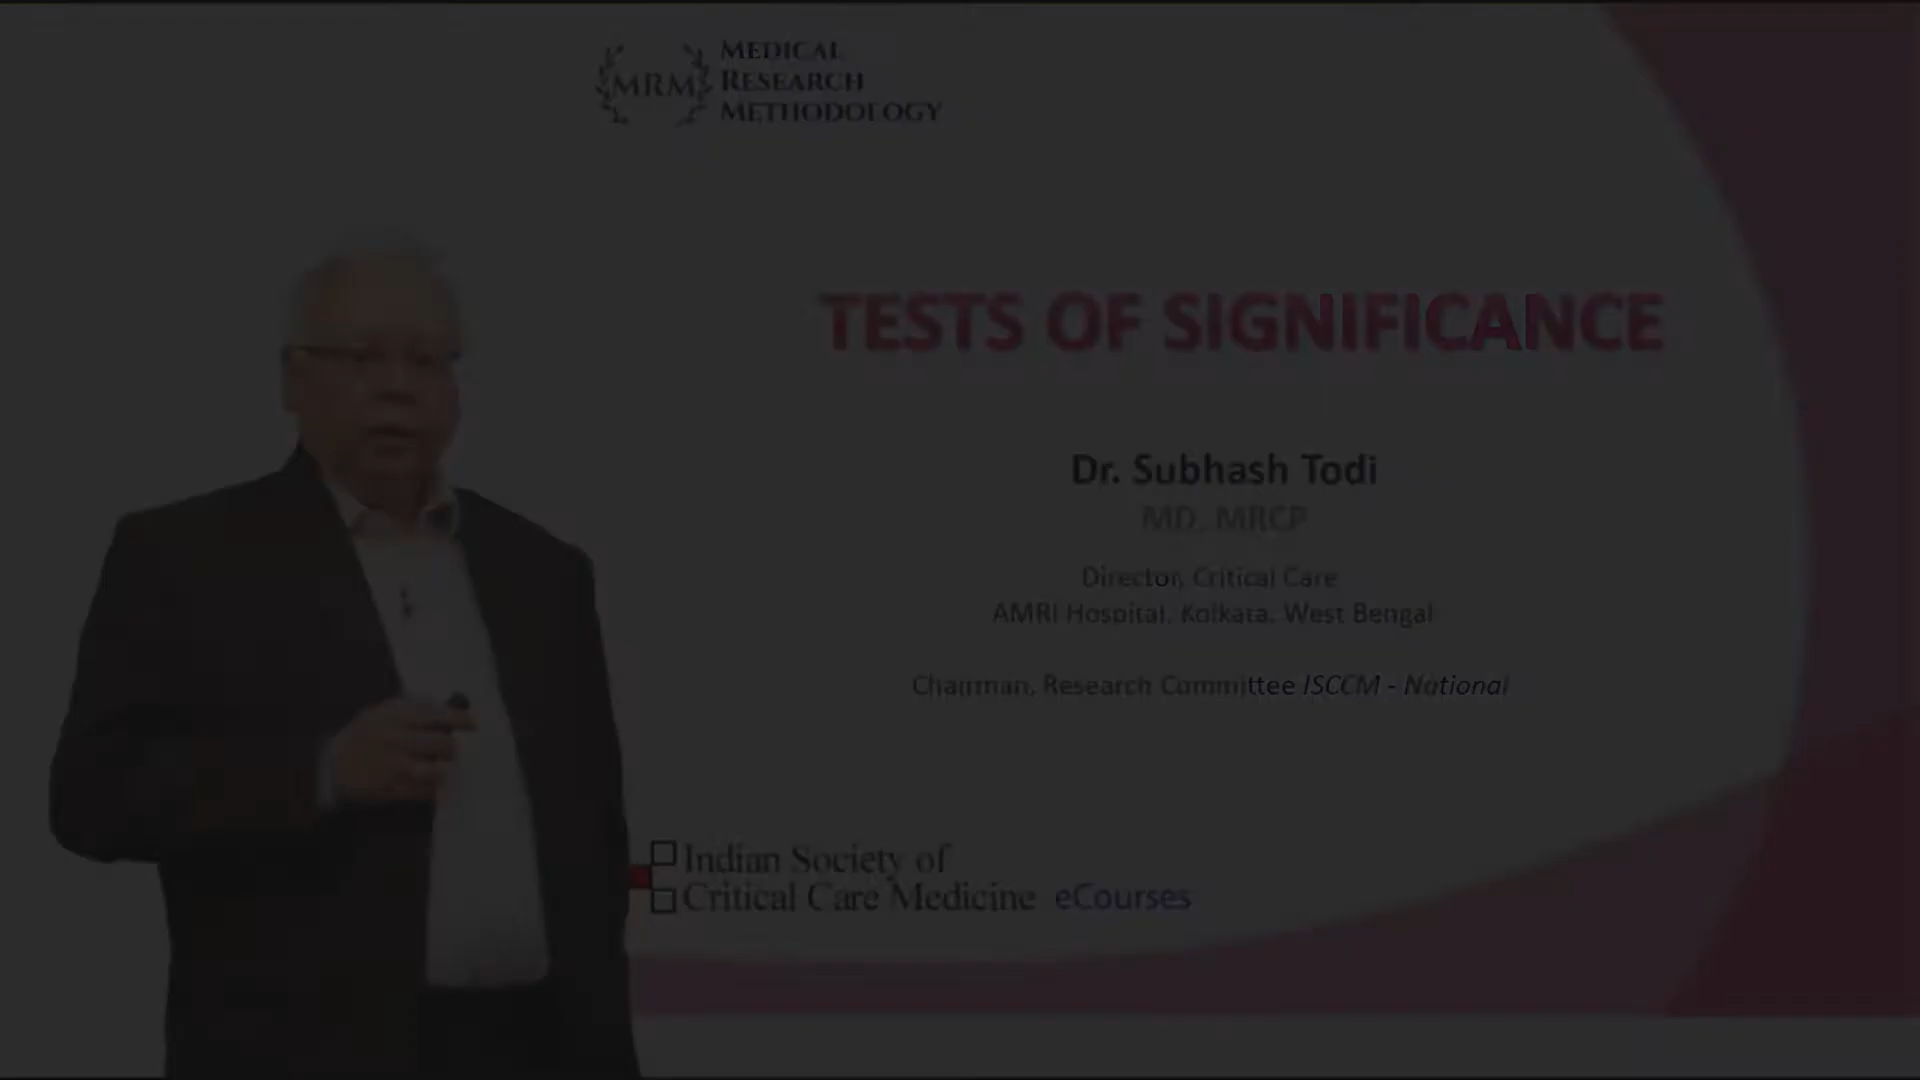 MRM
MEDICAL
RESEARCH
METHODOLOGY
TESTS OF SIGNIFICANCE
Dr. Subhash Todi
MD, MRCP
Director, Critical Care
AMRI Hospital, Kolkata, West Bengal
Chairman, Research Committee ISCCM - National
Indian Society of
Critical Care Medicine eCourses